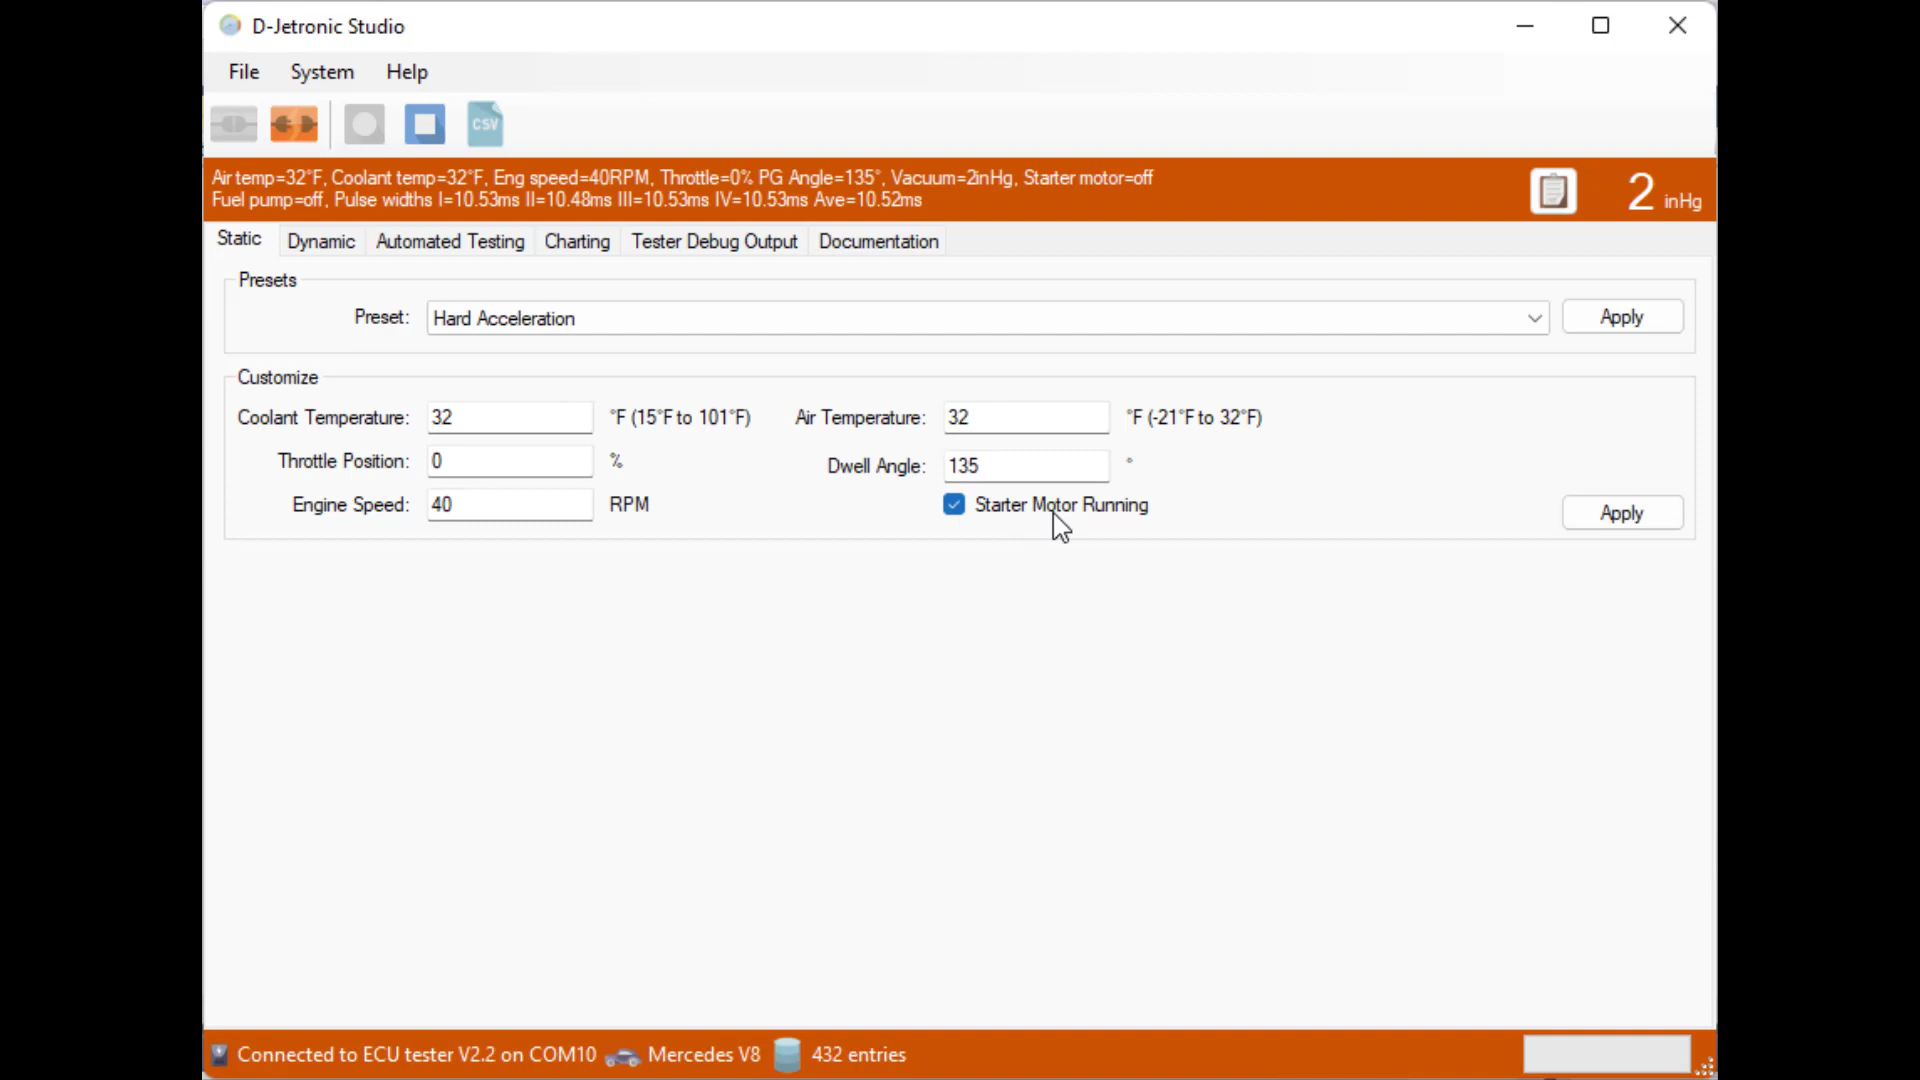 D-Jetronic Studio
File System Help
CSV
Air temp=32°F, Coolant temp=32°F, Eng speed=40RPM, Throttle=0% PG Angle=135°, Vacuum=2inHg, Starter motor=off
Fuel pump=off, Pulse widths I=10.53ms II=10.48ms III=10.53ms IV=10.53ms Ave=10.52ms
2 inHg
Static Dynamic Automated Testing Charting Tester Debug Output Documentation
Presets
Preset: Hard Acceleration Apply
Customize
Coolant Temperature: 32 °F (15°F to 101°F) Air Temperature: 32 °F (-21°F to 32°F)
Throttle Position: 0 % Dwell Angle: 135 °
Engine Speed: 40 RPM Starter Motor Running Apply
Connected to ECU tester V2.2 on COM10 Mercedes V8 432 entries